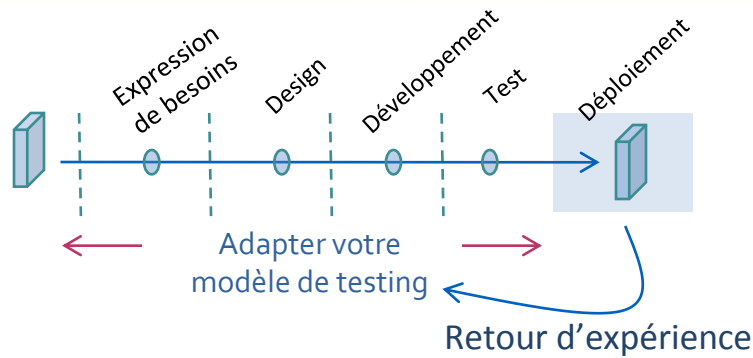 Expression
de besoins
Design
Développement
Test
Déploiement
Adapter votre
modèle de testing
Retour d’expérience